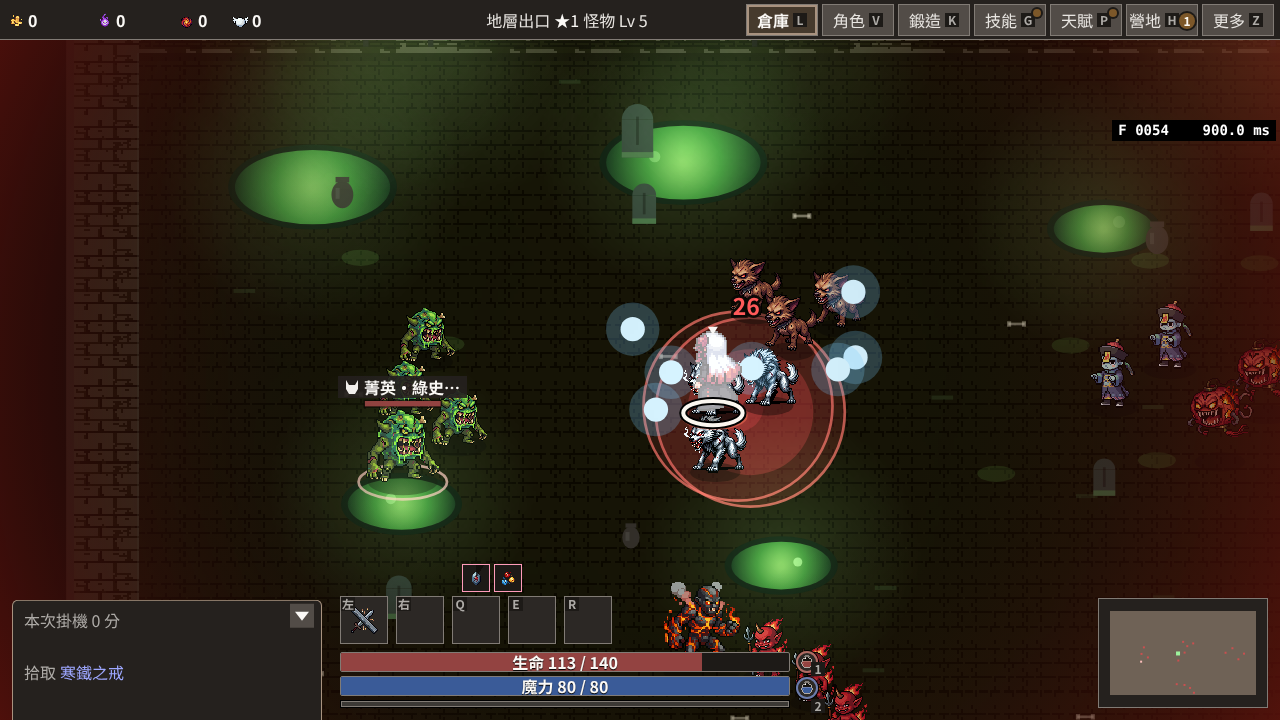 0 0 0 0 地層出口 ★1 怪物 Lv 5 倉庫 L 角色 V 鍛造 K 技能 G 天賦 P 營地 H 1 更多 Z
F 0054 900.0 ms
26
菁英·綠史…
左 右 Q E R
本次掛機 0 分
拾取 寒鐵之戒
生命 113 / 140 1
魔力 80 / 80 2